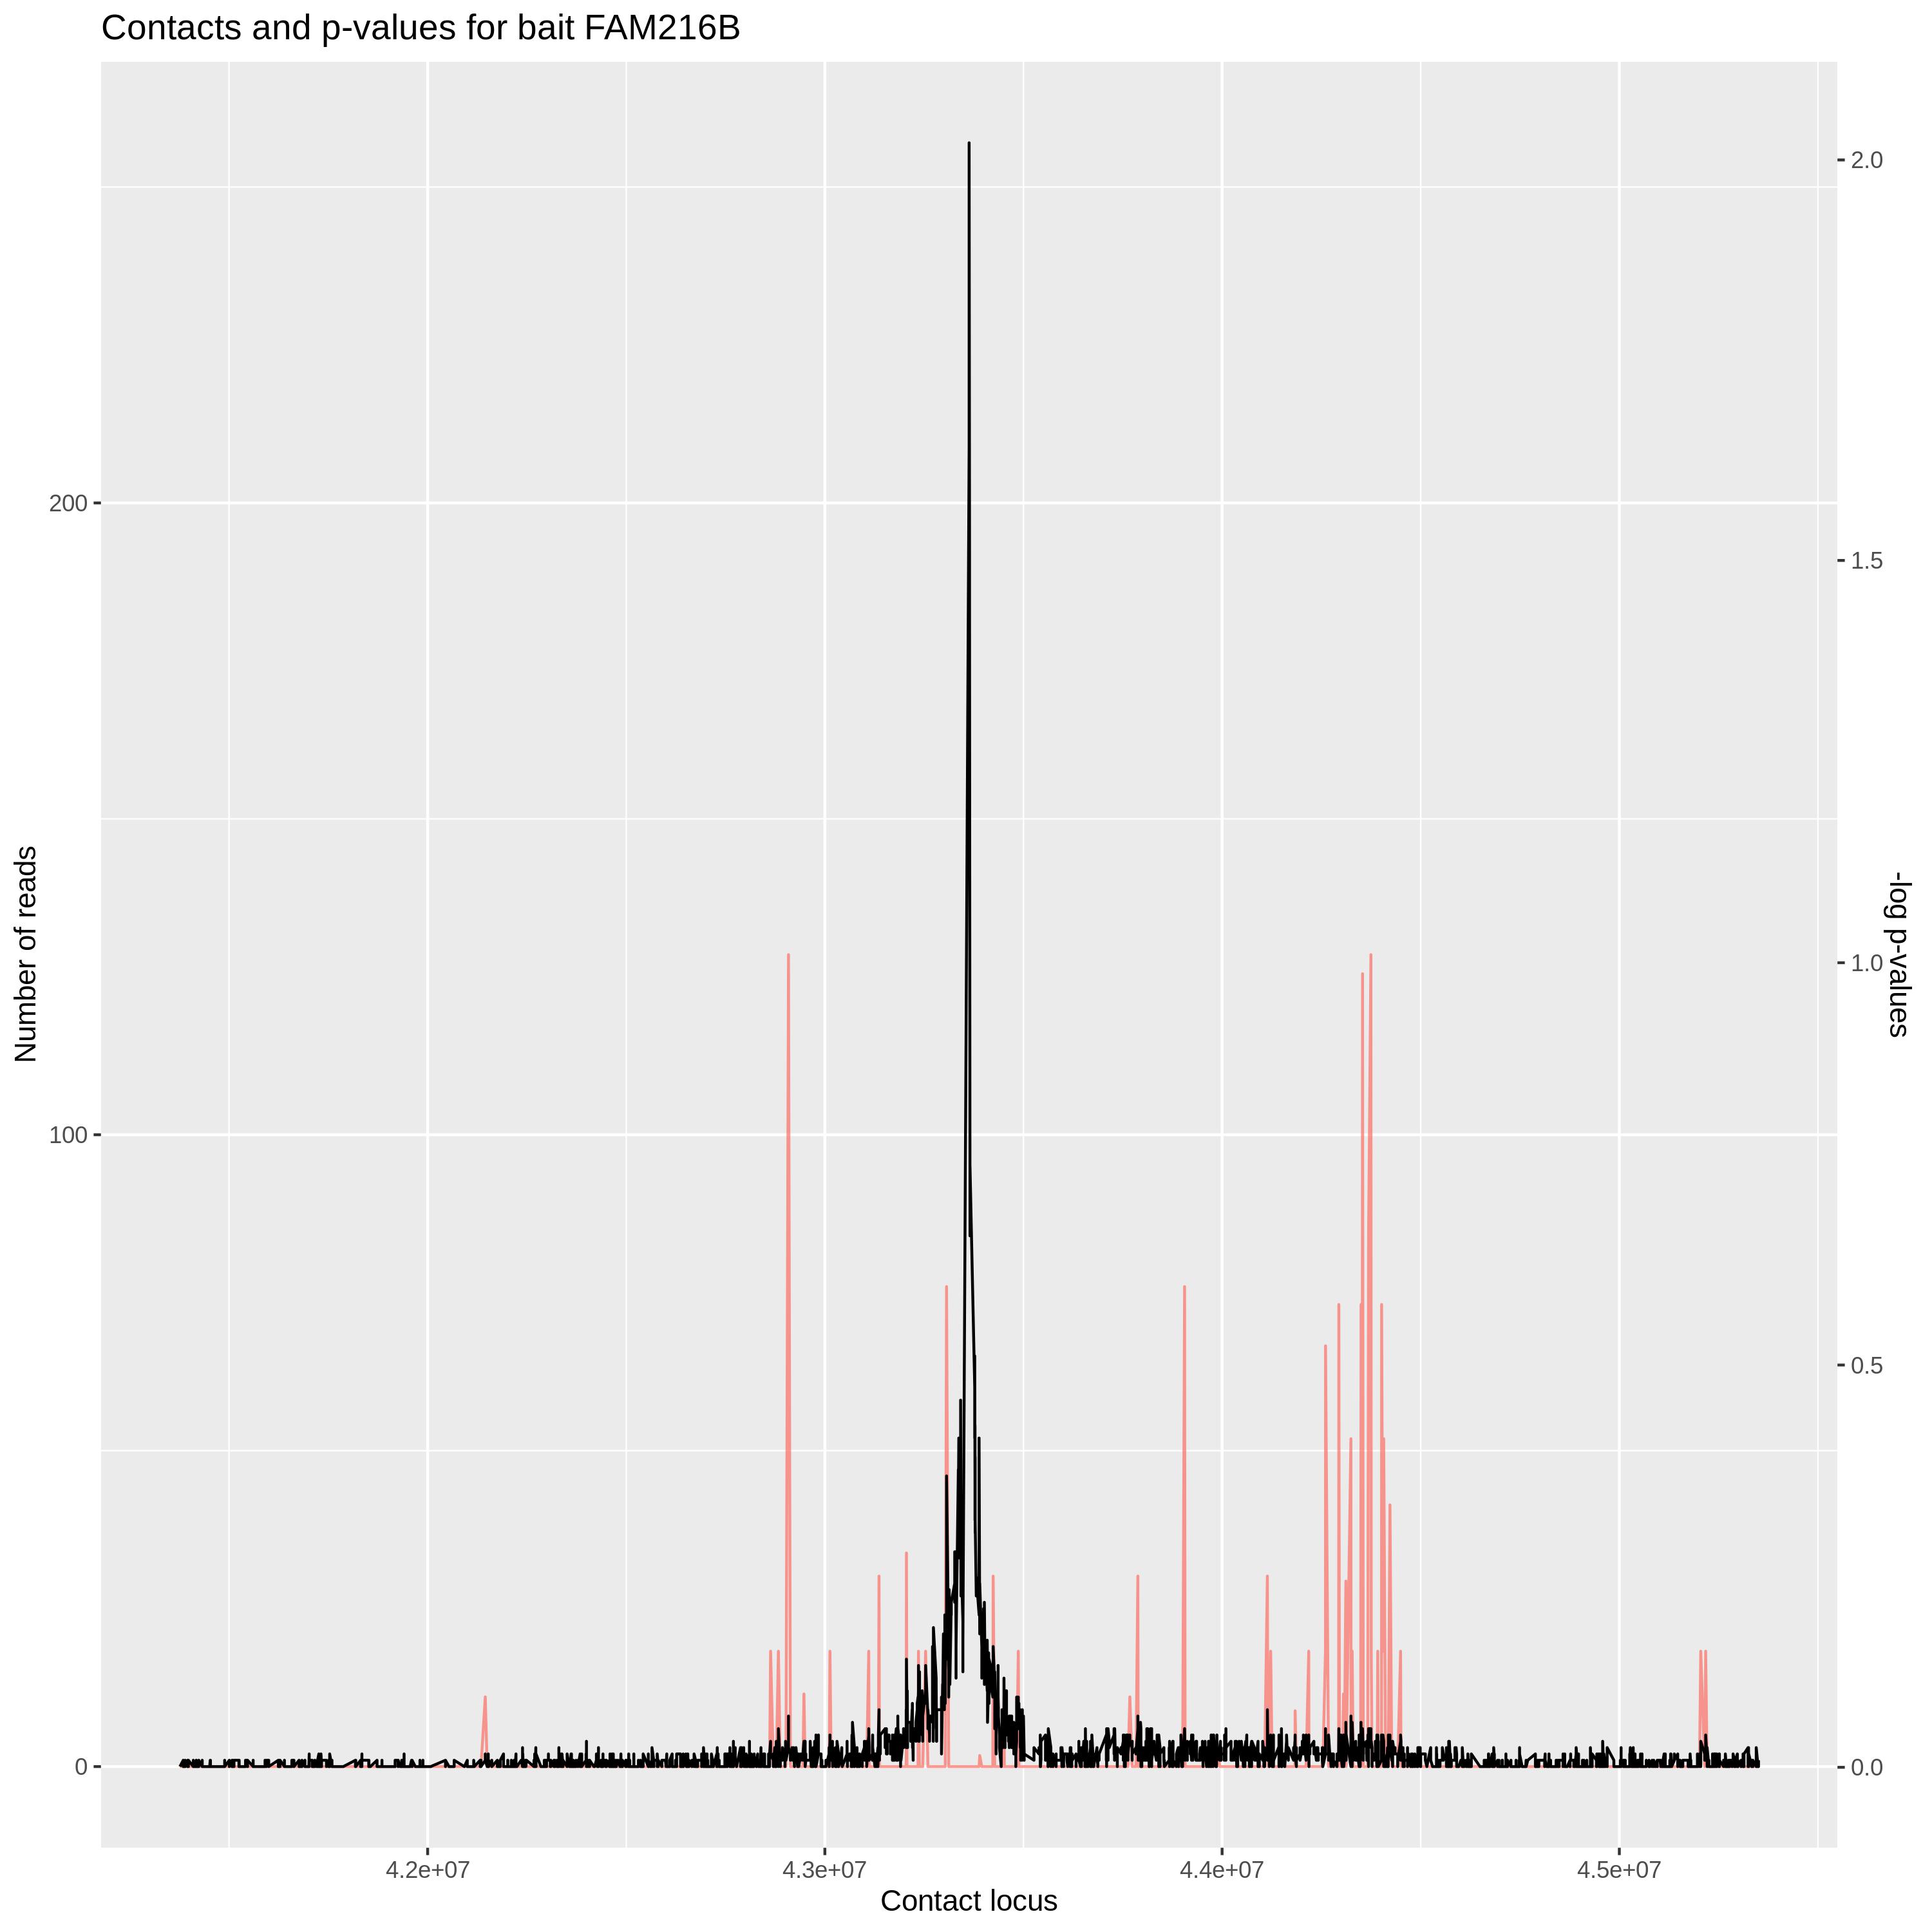 Contacts and p-values for bait FAM216B
Number of reads
200
100
0
2.0
1.5
1.0
0.5
0.0
-log p-values
4.2e+07 4.3e+07 4.4e+07 4.5e+07
Contact locus